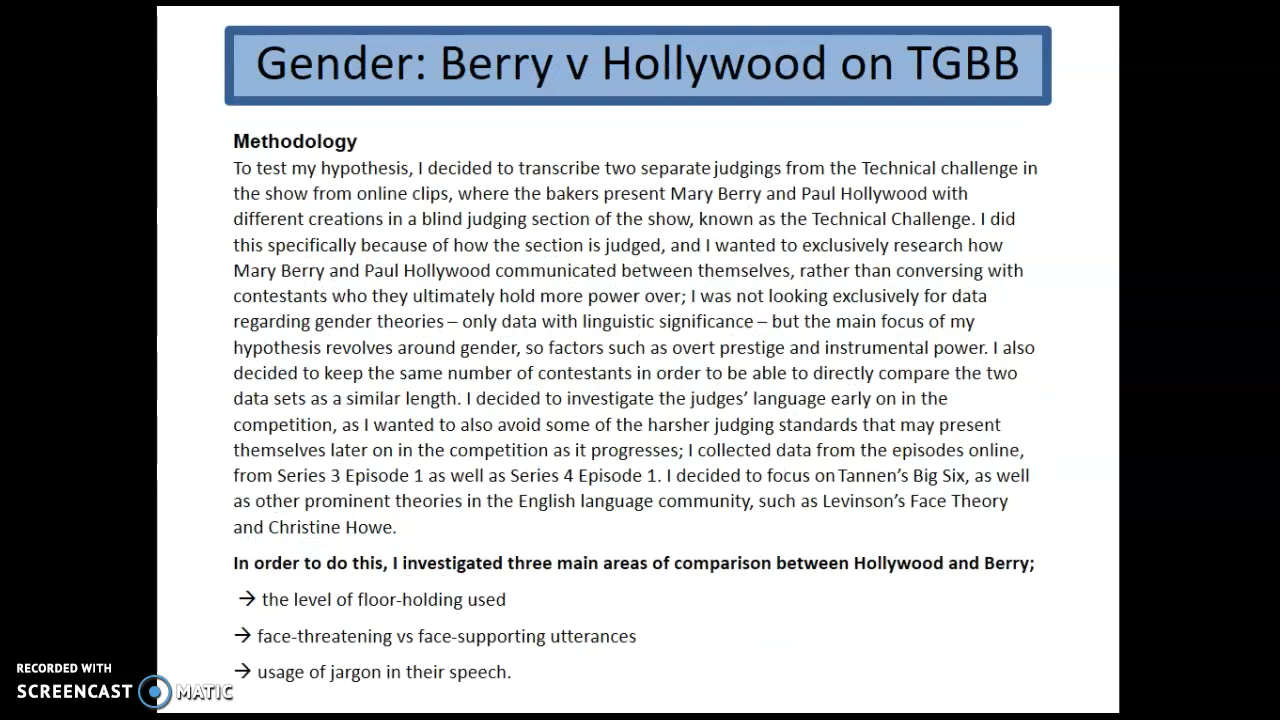 Gender: Berry v Hollywood on TGBB
Methodology
To test my hypothesis, I decided to transcribe two separate judgings from the Technical challenge in
the show from online clips, where the bakers present Mary Berry and Paul Hollywood with
different creations in a blind judging section of the show, known as the Technical Challenge. I did
this specifically because of how the section is judged, and I wanted to exclusively research how
Mary Berry and Paul Hollywood communicated between themselves, rather than conversing with
contestants who they ultimately hold more power over; I was not looking exclusively for data
regarding gender theories – only data with linguistic significance – but the main focus of my
hypothesis revolves around gender, so factors such as overt prestige and instrumental power. I also
decided to keep the same number of contestants in order to be able to directly compare the two
data sets as a similar length. I decided to investigate the judges’ language early on in the
competition, as I wanted to also avoid some of the harsher judging standards that may present
themselves later on in the competition as it progresses; I collected data from the episodes online,
from Series 3 Episode 1 as well as Series 4 Episode 1. I decided to focus on Tannen’s Big Six, as well
as other prominent theories in the English language community, such as Levinson’s Face Theory
and Christine Howe.
In order to do this, I investigated three main areas of comparison between Hollywood and Berry;
→ the level of floor-holding used
→ face-threatening vs face-supporting utterances
→ usage of jargon in their speech.
RECORDED WITH
SCREENCAST MATIC